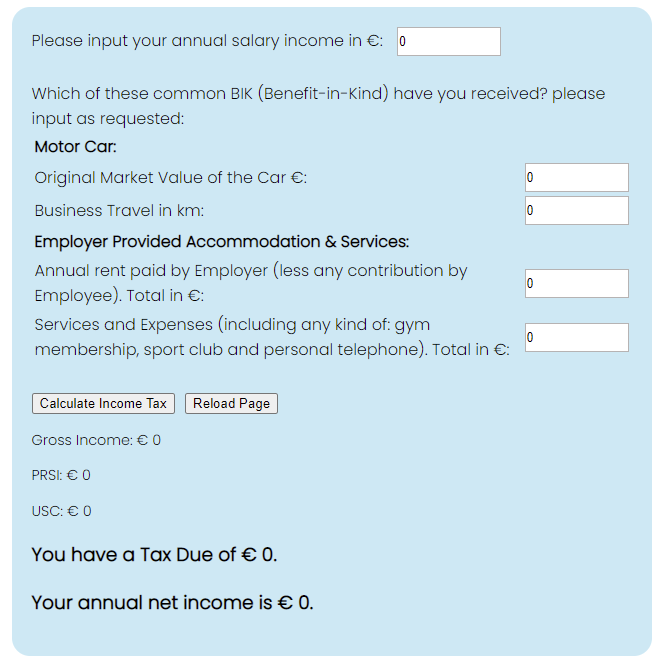 Please input your annual salary income in €: 0
Which of these common BIK (Benefit-in-Kind) have you received? please
input as requested:
Motor Car:
Original Market Value of the Car €: 0
Business Travel in km: 0
Employer Provided Accommodation & Services:
Annual rent paid by Employer (less any contribution by
Employee). Total in €: 0
Services and Expenses (including any kind of: gym
membership, sport club and personal telephone). Total in €: 0
Calculate Income Tax Reload Page
Gross Income: € 0
PRSI: € 0
USC: € 0
You have a Tax Due of € 0.
Your annual net income is € 0.